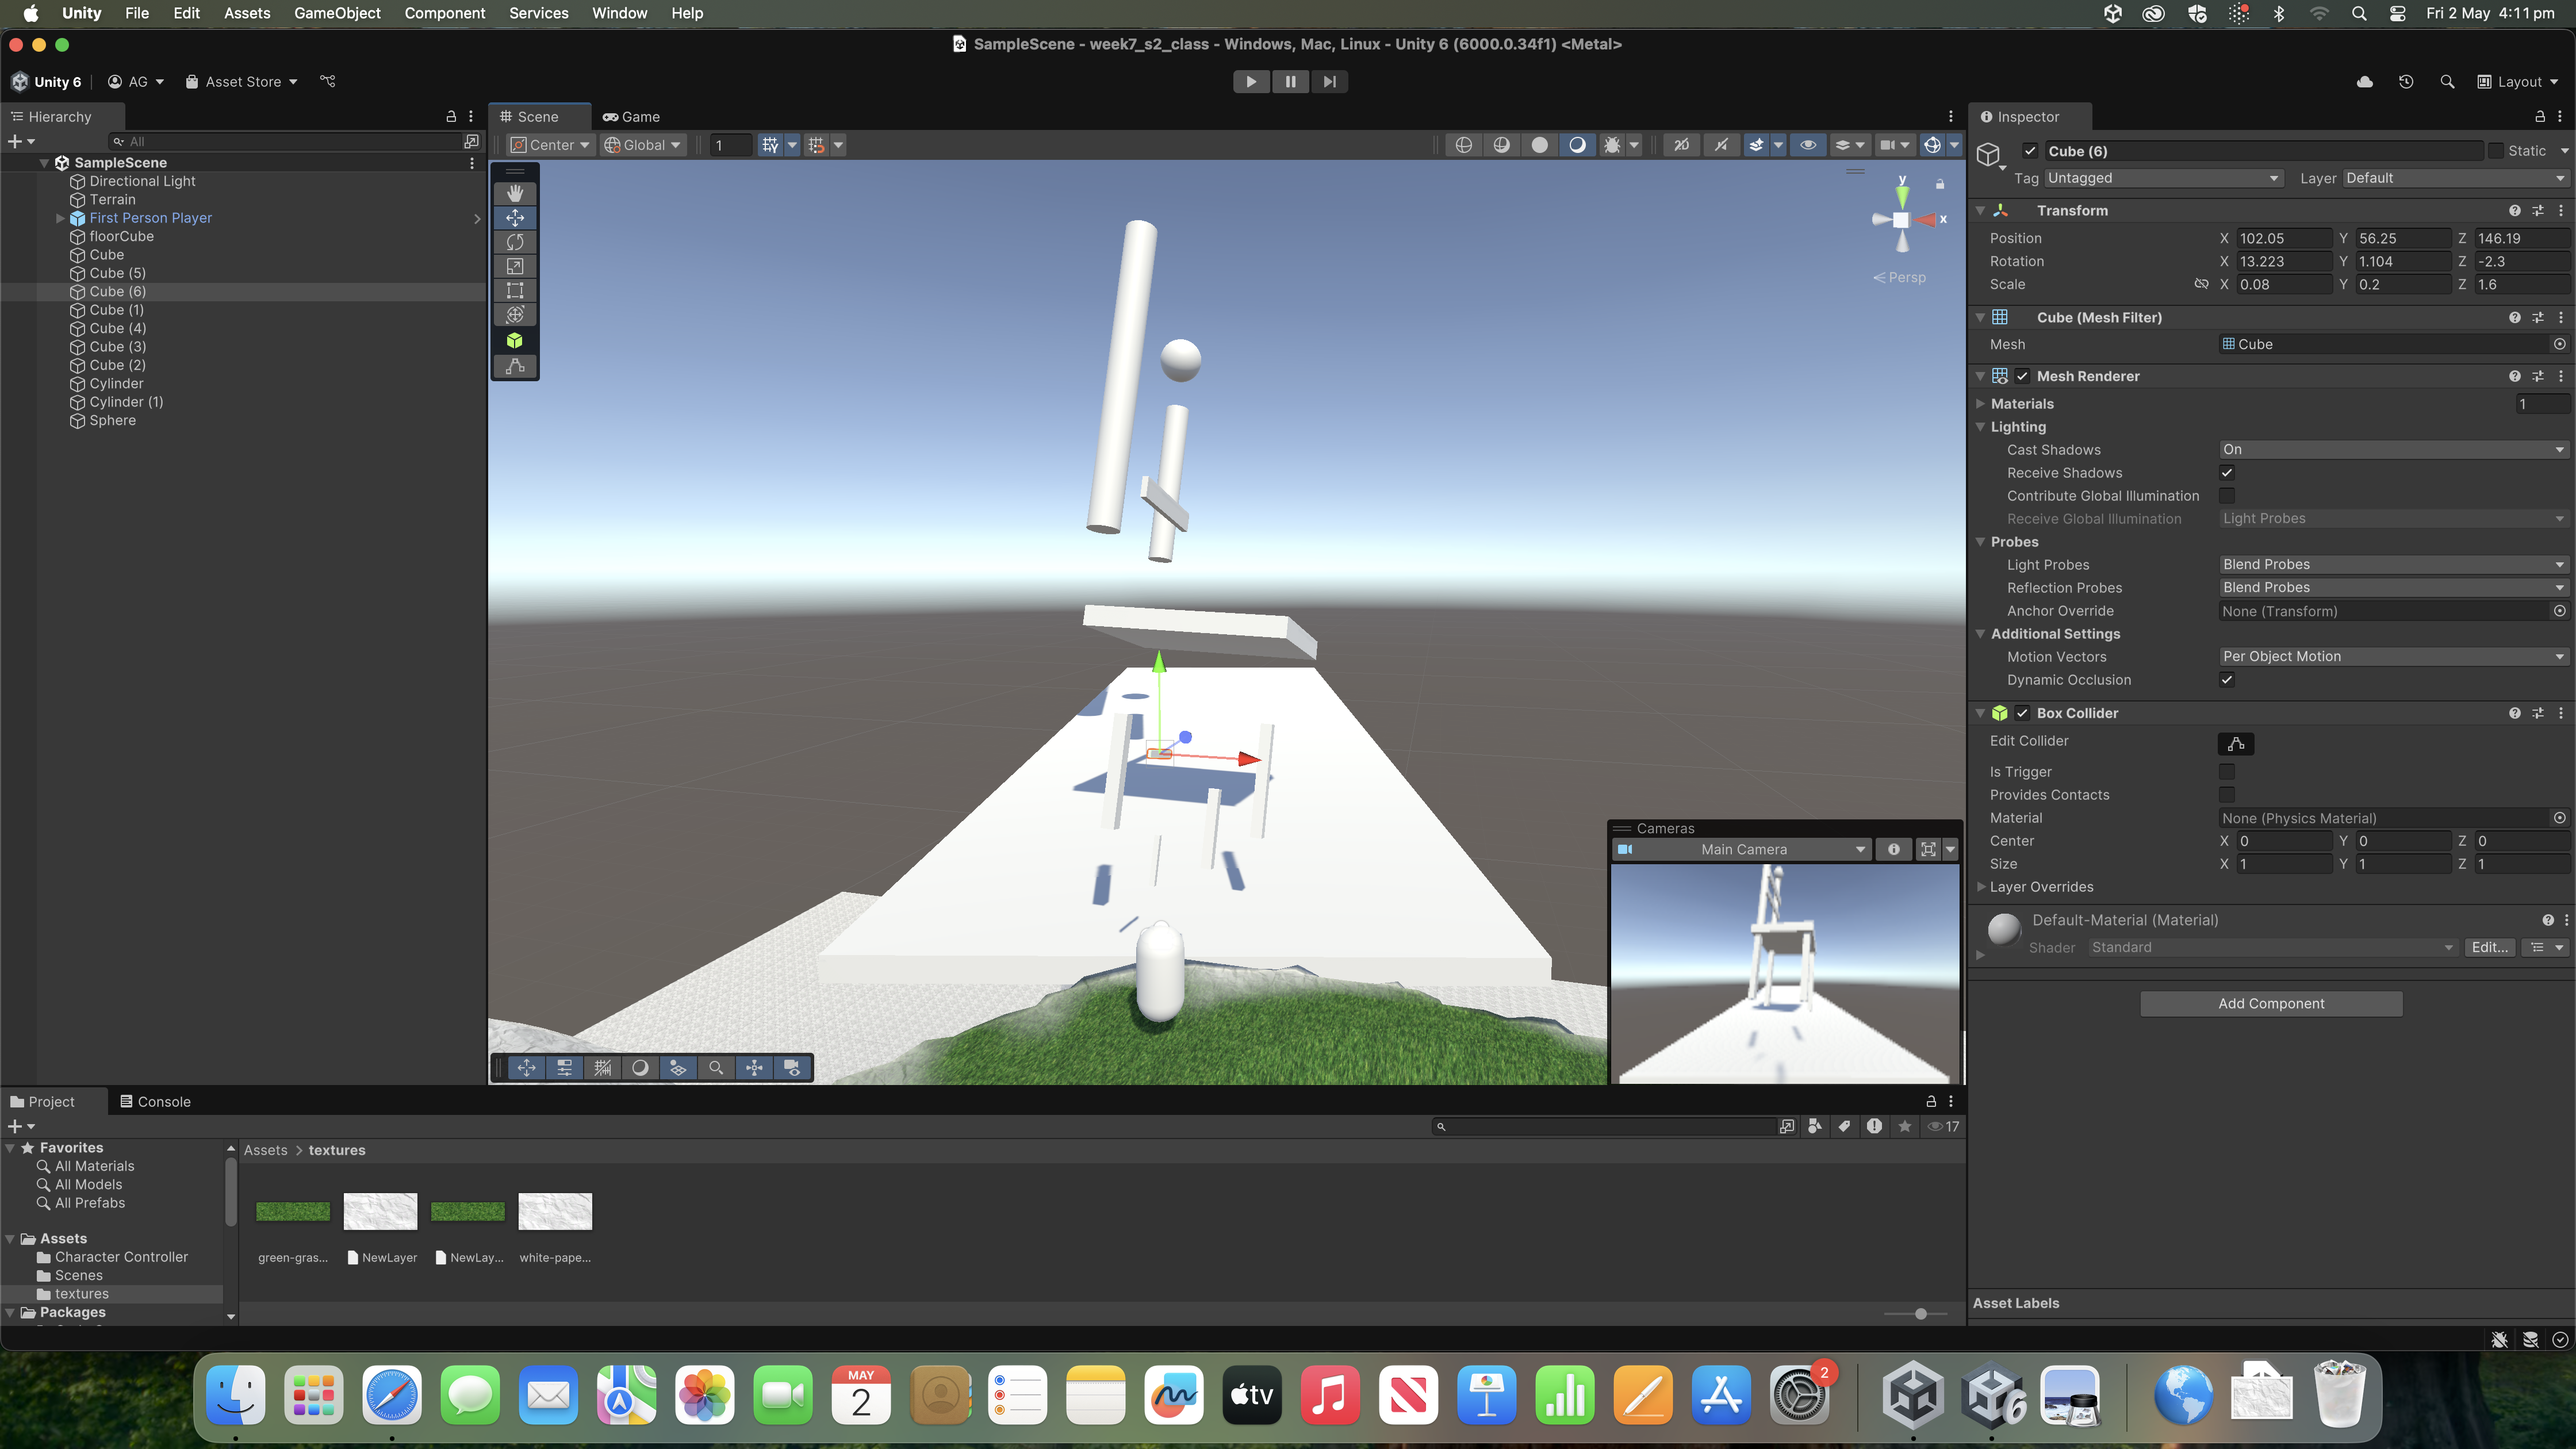 Unity File Edit Assets GameObject Component Services Window Help Fri 2 May 4:11 pm
SampleScene - week7_s2_class - Windows, Mac, Linux - Unity 6 (6000.0.34f1) <Metal>
Unity 6 AG Asset Store Layout
Hierarchy
All
SampleScene
Directional Light
Terrain
First Person Player
floorCube
Cube
Cube (5)
Cube (6)
Cube (1)
Cube (4)
Cube (3)
Cube (2)
Cylinder
Cylinder (1)
Sphere
Scene Game
Center Global 1 2D
y
x
Persp
Cameras
Main Camera
Inspector
Cube (6) Static
Tag Untagged Layer Default
Transform
Position X 102.05 Y 56.25 Z 146.19
Rotation X 13.223 Y 1.104 Z -2.3
Scale X 0.08 Y 0.2 Z 1.6
Cube (Mesh Filter)
Mesh Cube
Mesh Renderer
Materials 1
Lighting
Cast Shadows On
Receive Shadows
Contribute Global Illumination
Receive Global Illumination Light Probes
Probes
Light Probes Blend Probes
Reflection Probes Blend Probes
Anchor Override None (Transform)
Additional Settings
Motion Vectors Per Object Motion
Dynamic Occlusion
Box Collider
Edit Collider
Is Trigger
Provides Contacts
Material None (Physics Material)
Center X 0 Y 0 Z 0
Size X 1 Y 1 Z 1
Layer Overrides
Default-Material (Material)
Shader Standard Edit...
Add Component
Asset Labels
Project Console
17
Favorites
All Materials
All Models
All Prefabs
Assets
Character Controller
Scenes
textures
Packages
Assets > textures
green-gras... NewLayer NewLay... white-pape...
MAY
2
tv
2
6